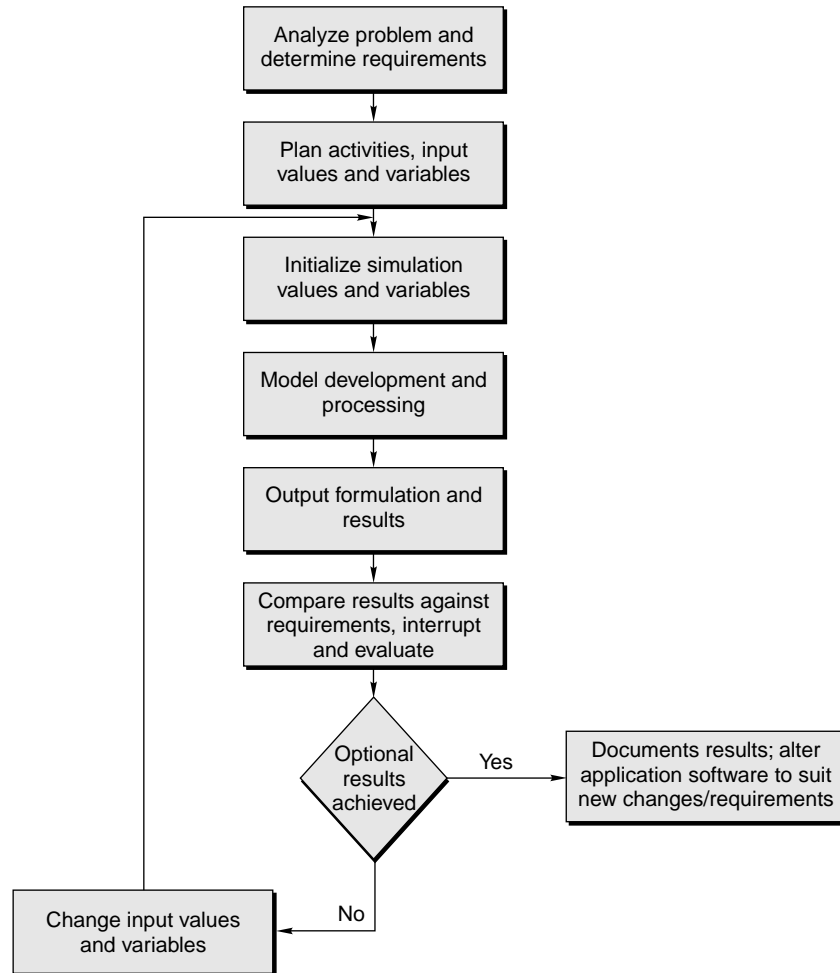 Analyze problem and
determine requirements
Plan activities, input
values and variables
Initialize simulation
values and variables
Model development and
processing
Output formulation and
results
Compare results against
requirements, interrupt
and evaluate
Optional
results
achieved
Yes
Documents results; alter
application software to suit
new changes/requirements
No
Change input values
and variables